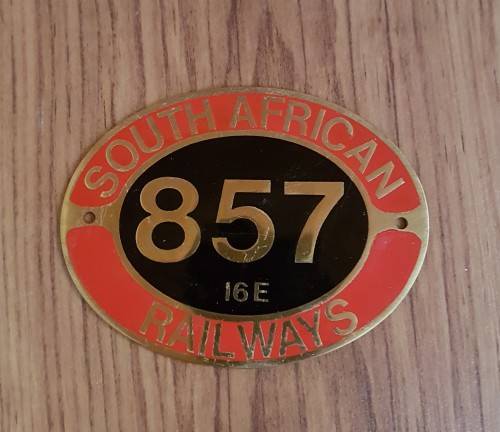 SOUTH AFRICAN
857
16E
RAILWAYS